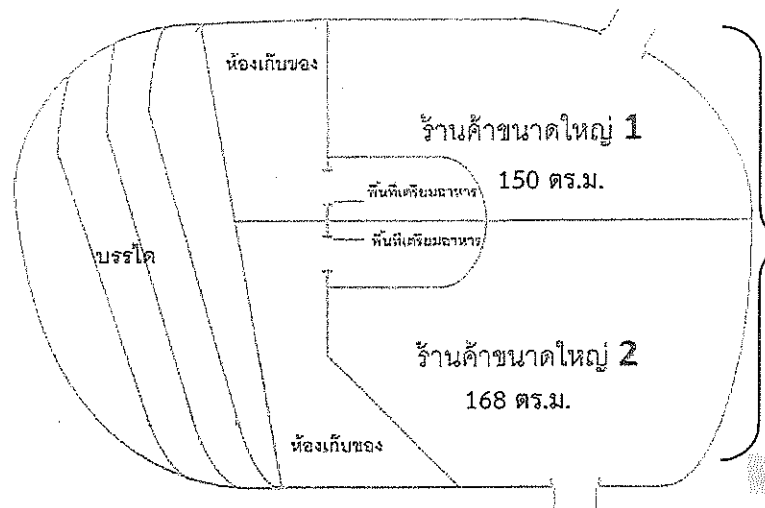 ห้องเก็บของ
ร้านค้าขนาดใหญ่ 1
150 ตร.ม.
พื้นที่เตรียมอาหาร
พื้นที่เตรียมอาหาร
บรรได
ร้านค้าขนาดใหญ่ 2
168 ตร.ม.
ห้องเก็บของ